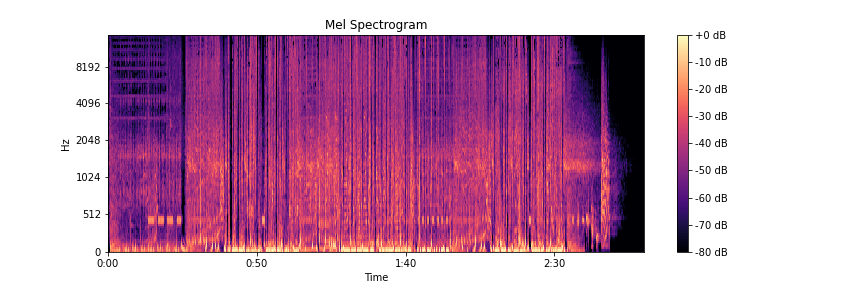 Mel Spectrogram
Hz
8192
4096
2048
1024
512
0
0:00
0:50
1:40
2:30
Time
+0 dB
-10 dB
-20 dB
-30 dB
-40 dB
-50 dB
-60 dB
-70 dB
-80 dB